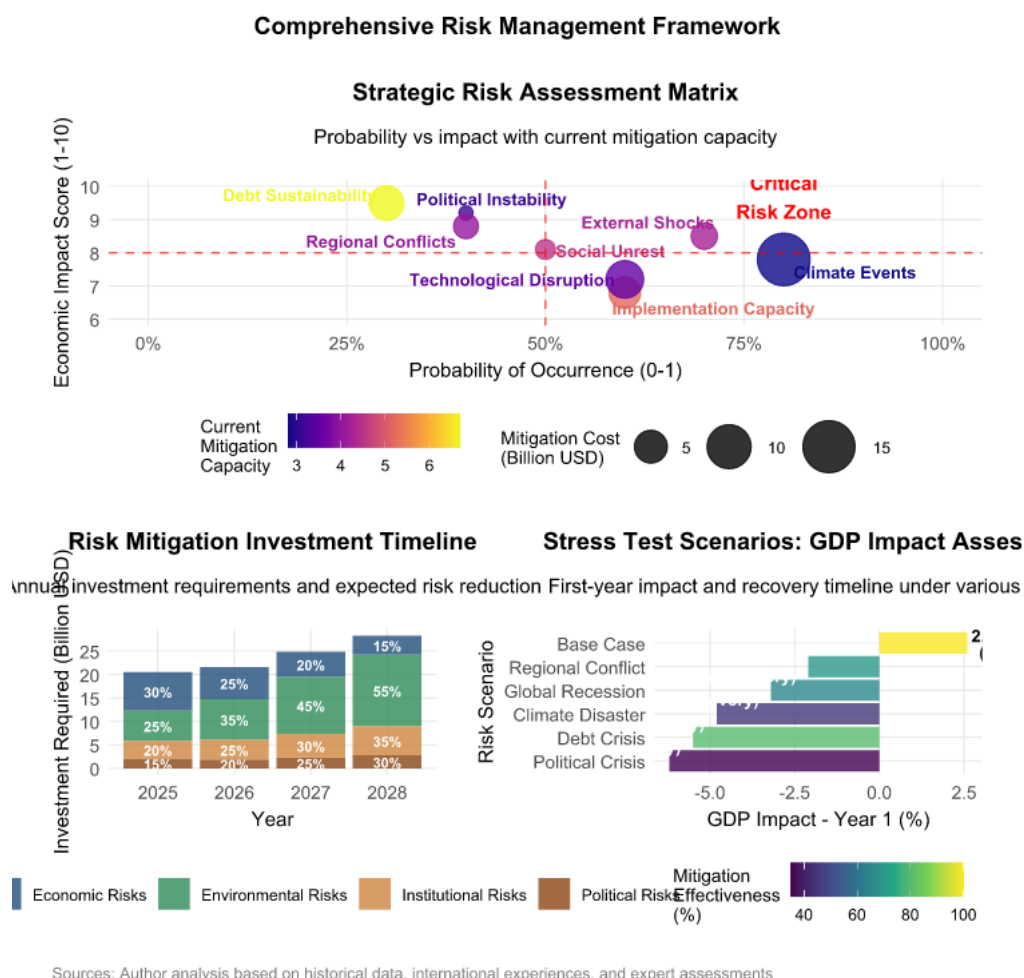 Comprehensive Risk Management Framework
Strategic Risk Assessment Matrix
Probability vs impact with current mitigation capacity
Economic Impact Score (1-10)
10
9
8
7
6
Debt Sustainability
Political Instability
Critical
Risk Zone
External Shocks
Regional Conflicts
Social Unrest
Technological Disruption
Climate Events
Implementation Capacity
0%
25%
50%
75%
100%
Probability of Occurrence (0-1)
Current
Mitigation
Capacity
3
4
5
6
Mitigation Cost
(Billion USD)
5
10
15
Risk Mitigation Investment Timeline
investment requirements and expected risk reduction
Investment Required (Billion USD)
25
20
15
10
5
0
30%
25%
20%
15%
25%
35%
25%
20%
20%
45%
30%
25%
15%
55%
35%
30%
2025
2026
2027
2028
Year
Economic Risks
Environmental Risks
Institutional Risks
Political Risks
Stress Test Scenarios: GDP Impact Asses
First-year impact and recovery timeline under various
Risk Scenario
Base Case
Regional Conflict
Global Recession
Climate Disaster
Debt Crisis
Political Crisis
-5.0
-2.5
0.0
2.5
GDP Impact - Year 1 (%)
Mitigation
Effectiveness
(%)
40
60
80
100
Sources: Author analysis based on historical data, international experiences, and expert assessments